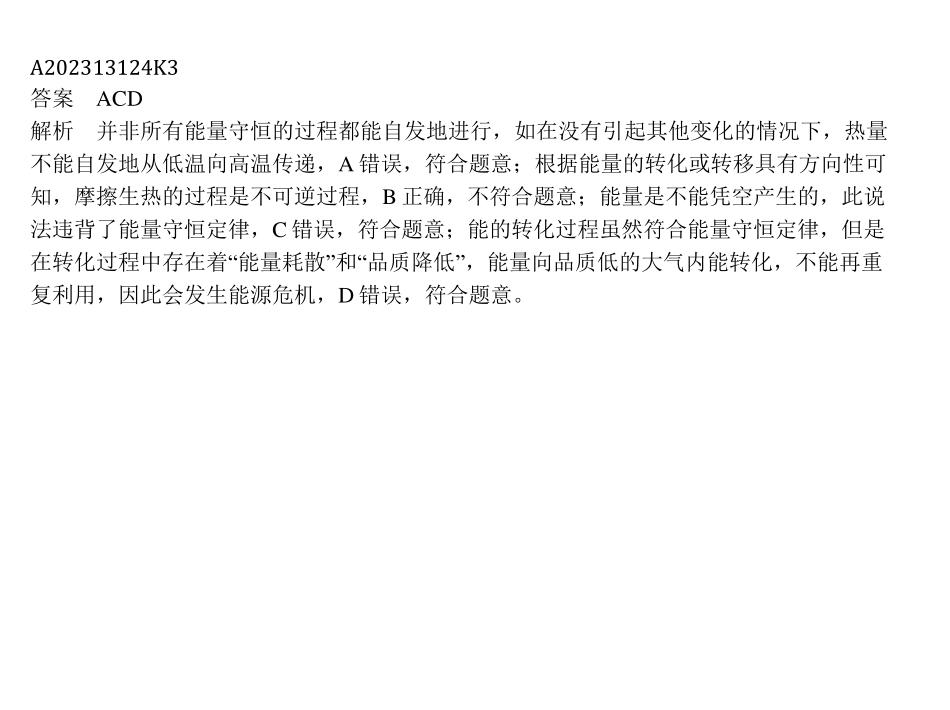 A202313124K3
答案　ACD
解析　并非所有能量守恒的过程都能自发地进行，如在没有引起其他变化的情况下，热量
不能自发地从低温向高温传递，A 错误，符合题意；根据能量的转化或转移具有方向性可
知，摩擦生热的过程是不可逆过程，B 正确，不符合题意；能量是不能凭空产生的，此说
法违背了能量守恒定律，C 错误，符合题意；能的转化过程虽然符合能量守恒定律，但是
在转化过程中存在着“能量耗散”和“品质降低”，能量向品质低的大气内能转化，不能再重
复利用，因此会发生能源危机，D 错误，符合题意。